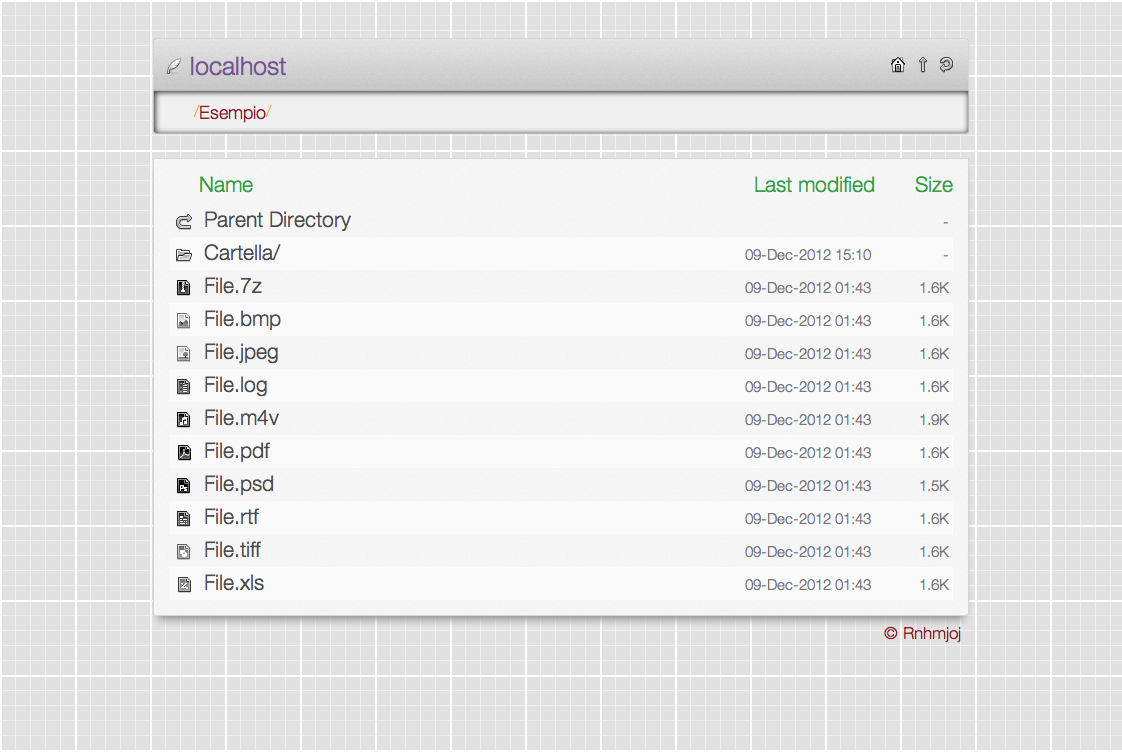 localhost
/Esempio/
Name Last modified Size
Parent Directory -
Cartella/ 09-Dec-2012 15:10 -
File.7z 09-Dec-2012 01:43 1.6K
File.bmp 09-Dec-2012 01:43 1.6K
File.jpeg 09-Dec-2012 01:43 1.6K
File.log 09-Dec-2012 01:43 1.6K
File.m4v 09-Dec-2012 01:43 1.9K
File.pdf 09-Dec-2012 01:43 1.6K
File.psd 09-Dec-2012 01:43 1.5K
File.rtf 09-Dec-2012 01:43 1.6K
File.tiff 09-Dec-2012 01:43 1.6K
File.xls 09-Dec-2012 01:43 1.6K
© Rnhmjoj